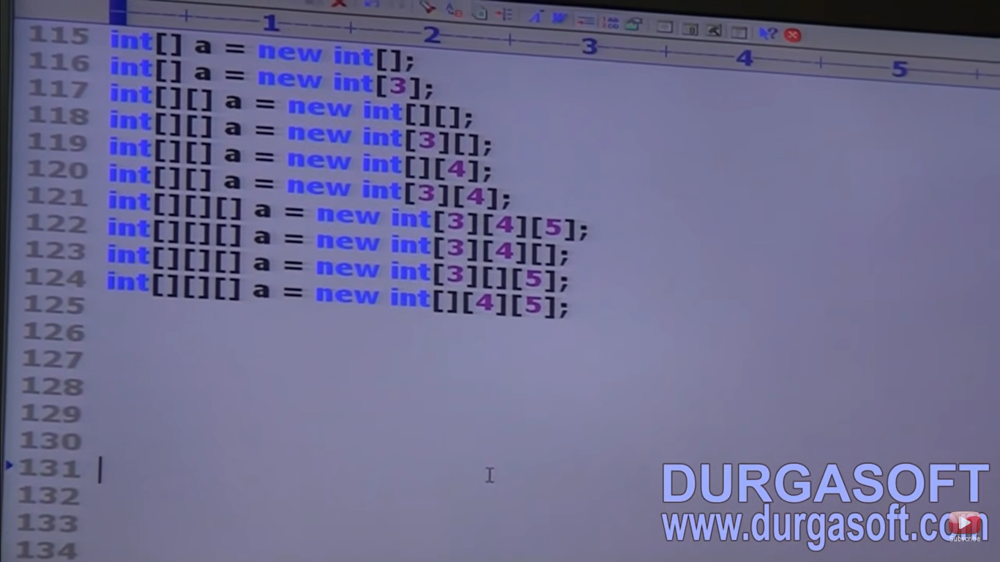 1 2 3 4 5
115 int[] a = new int[];
116 int[] a = new int[3];
117 int[][] a = new int[][];
118 int[][] a = new int[3][];
119 int[][] a = new int[][4];
120 int[][] a = new int[3][4];
121 int[][][] a = new int[3][4][5];
122 int[][][] a = new int[3][4][];
123 int[][][] a = new int[3][][5];
124 int[][][] a = new int[][4][5];
125
126
127
128
129
130
131
132
133
134
DURGASOFT
www.durgasoft.com
Subscribe